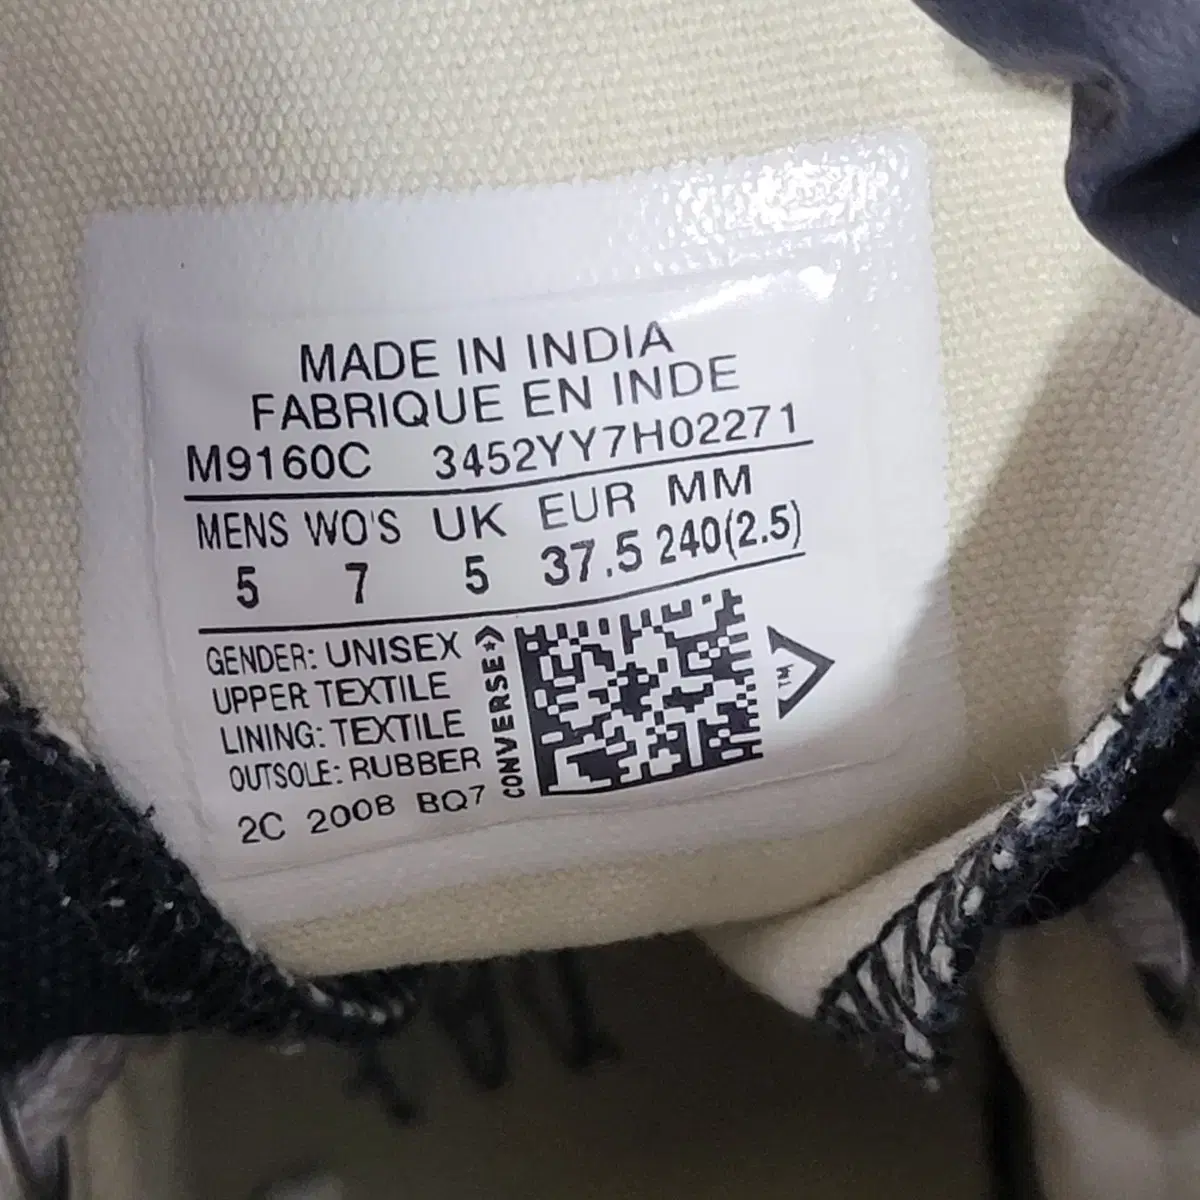 MADE IN INDIA
FABRIQUE EN INDE
M9160C 3452YY7H02271
MENS WO'S UK EUR MM
5 7 5 37.5 240(2.5)
GENDER: UNISEX
UPPER TEXTILE
LINING: TEXTILE
OUTSOLE: RUBBER
2C 2008 BQ7
CONVERSE